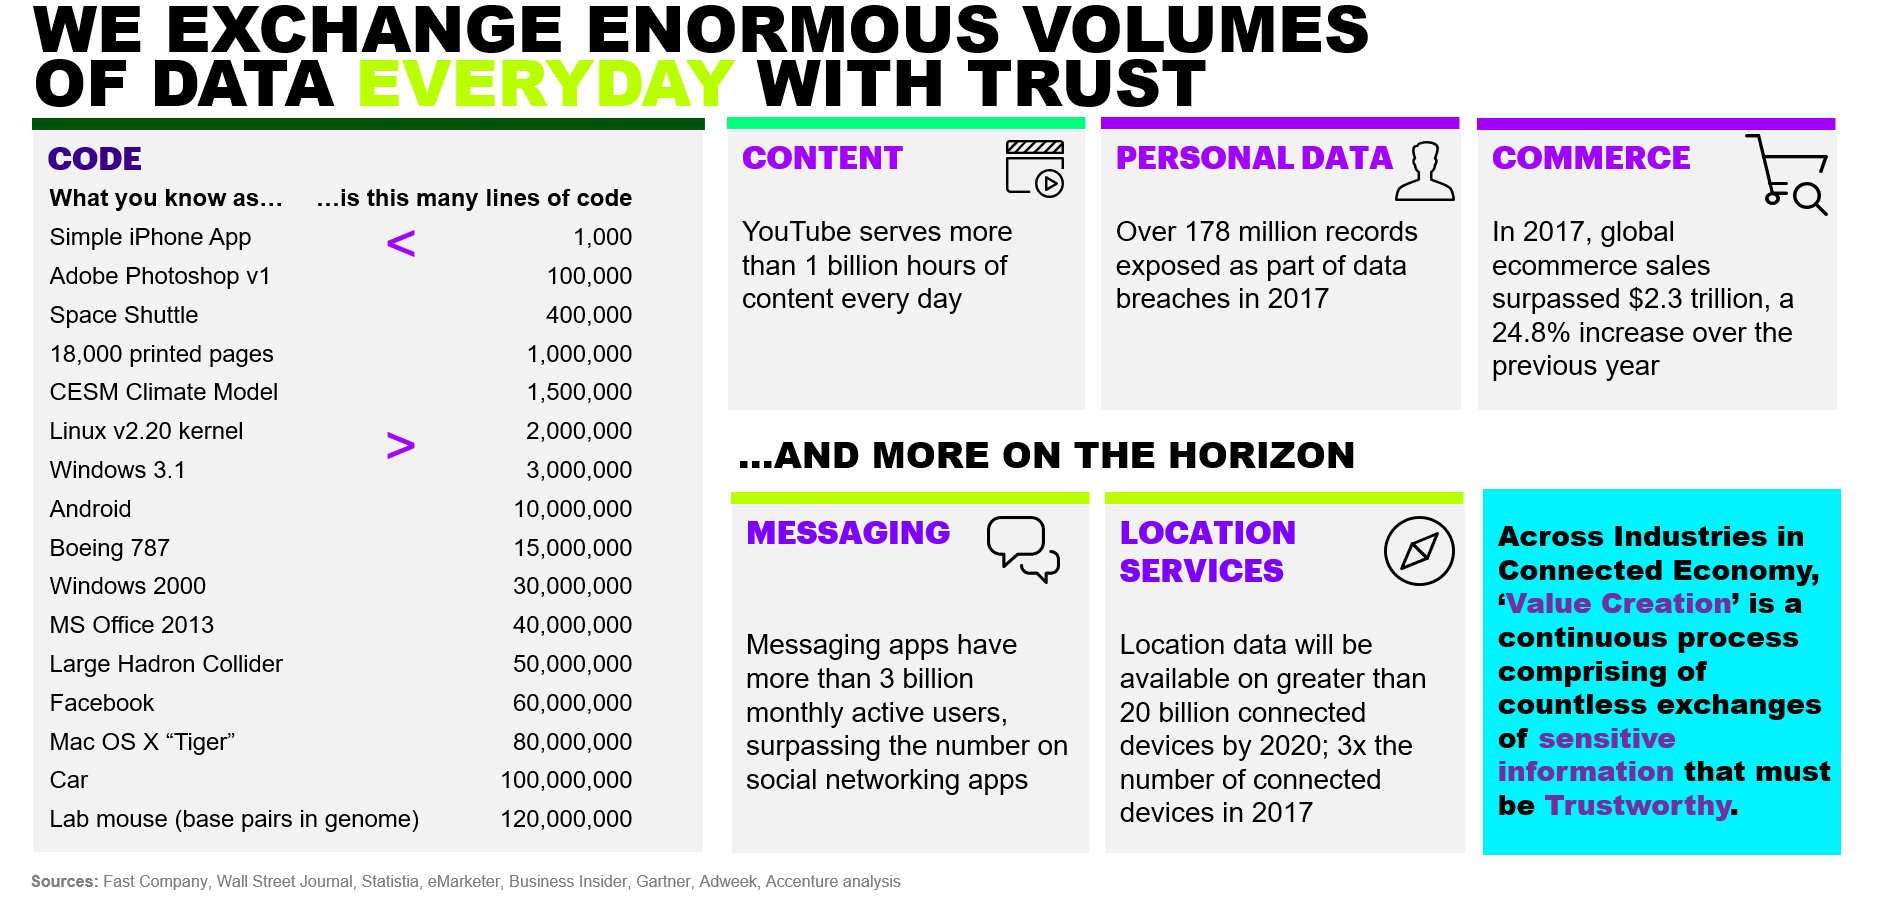 WE EXCHANGE ENORMOUS VOLUMES
OF DATA EVERYDAY WITH TRUST
CODE
What you know as… …is this many lines of code
Simple iPhone App < 1,000
Adobe Photoshop v1 100,000
Space Shuttle 400,000
18,000 printed pages 1,000,000
CESM Climate Model 1,500,000
Linux v2.20 kernel > 2,000,000
Windows 3.1 3,000,000
Android 10,000,000
Boeing 787 15,000,000
Windows 2000 30,000,000
MS Office 2013 40,000,000
Large Hadron Collider 50,000,000
Facebook 60,000,000
Mac OS X “Tiger” 80,000,000
Car 100,000,000
Lab mouse (base pairs in genome) 120,000,000
CONTENT
YouTube serves more
than 1 billion hours of
content every day
PERSONAL DATA
Over 178 million records
exposed as part of data
breaches in 2017
COMMERCE
In 2017, global
ecommerce sales
surpassed $2.3 trillion, a
24.8% increase over the
previous year
…AND MORE ON THE HORIZON
MESSAGING
Messaging apps have
more than 3 billion
monthly active users,
surpassing the number on
social networking apps
LOCATION
SERVICES
Location data will be
available on greater than
20 billion connected
devices by 2020; 3x the
number of connected
devices in 2017
Across Industries in
Connected Economy,
‘Value Creation’ is a
continuous process
comprising of
countless exchanges
of sensitive
information that must
be Trustworthy.
Sources: Fast Company, Wall Street Journal, Statistia, eMarketer, Business Insider, Gartner, Adweek, Accenture analysis